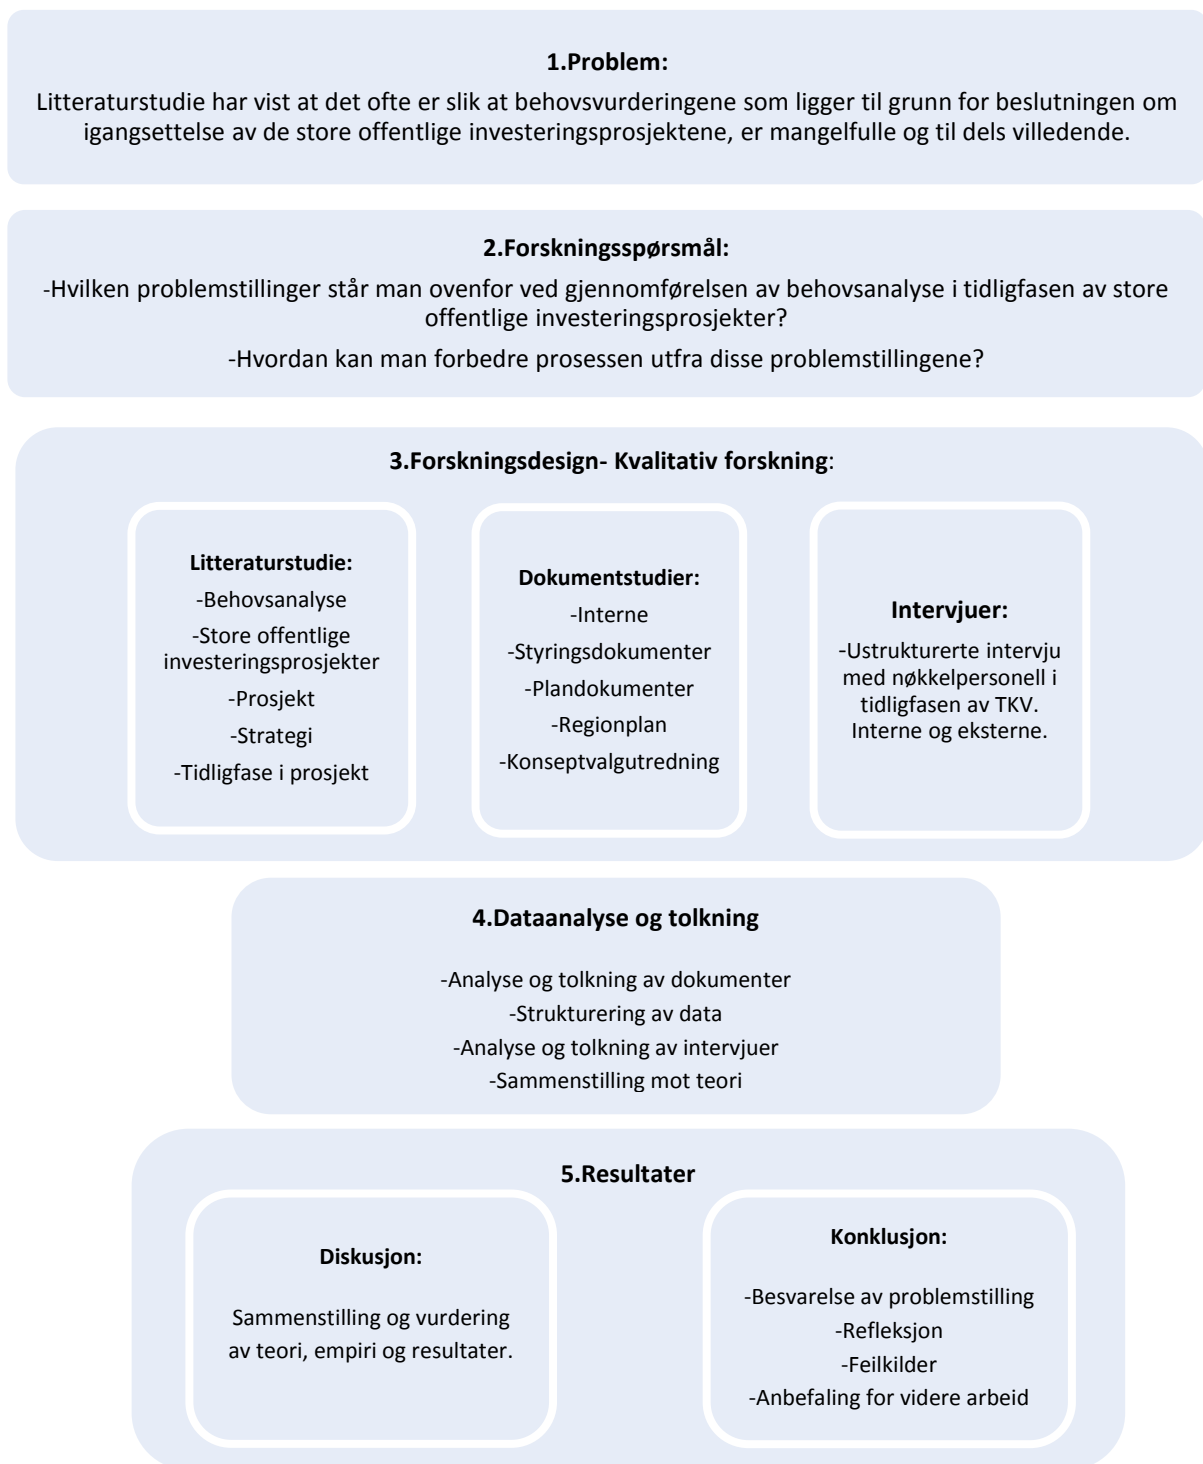 1.Problem:
Litteraturstudie har vist at det ofte er slik at behovsvurderingene som ligger til grunn for beslutningen om
igangsettelse av de store offentlige investeringsprosjektene, er mangelfulle og til dels villedende.
2.Forskningsspørsmål:
-Hvilken problemstillinger står man ovenfor ved gjennomførelsen av behovsanalyse i tidligfasen av store
offentlige investeringsprosjekter?
-Hvordan kan man forbedre prosessen utfra disse problemstillingene?
3.Forskningsdesign- Kvalitativ forskning:
Litteraturstudie:
-Behovsanalyse
-Store offentlige
investeringsprosjekter
-Prosjekt
-Strategi
-Tidligfase i prosjekt
Dokumentstudier:
-Interne
-Styringsdokumenter
-Plandokumenter
-Regionplan
-Konseptvalgutredning
Intervjuer:
-Ustrukturerte intervju
med nøkkelpersonell i
tidligfasen av TKV.
Interne og eksterne.
4.Dataanalyse og tolkning
-Analyse og tolkning av dokumenter
-Strukturering av data
-Analyse og tolkning av intervjuer
-Sammenstilling mot teori
5.Resultater
Diskusjon:
Sammenstilling og vurdering
av teori, empiri og resultater.
Konklusjon:
-Besvarelse av problemstilling
-Refleksjon
-Feilkilder
-Anbefaling for videre arbeid